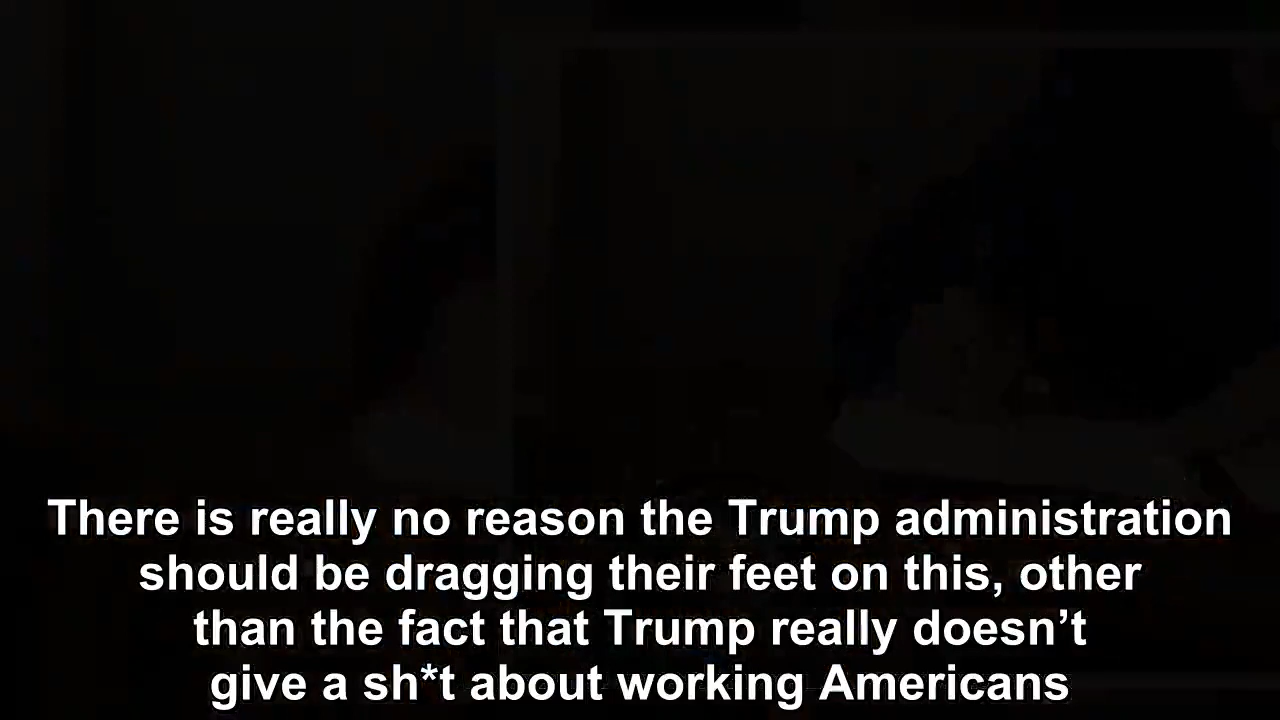 There is really no reason the Trump administration
should be dragging their feet on this, other
than the fact that Trump really doesn’t
give a sh*t about working Americans